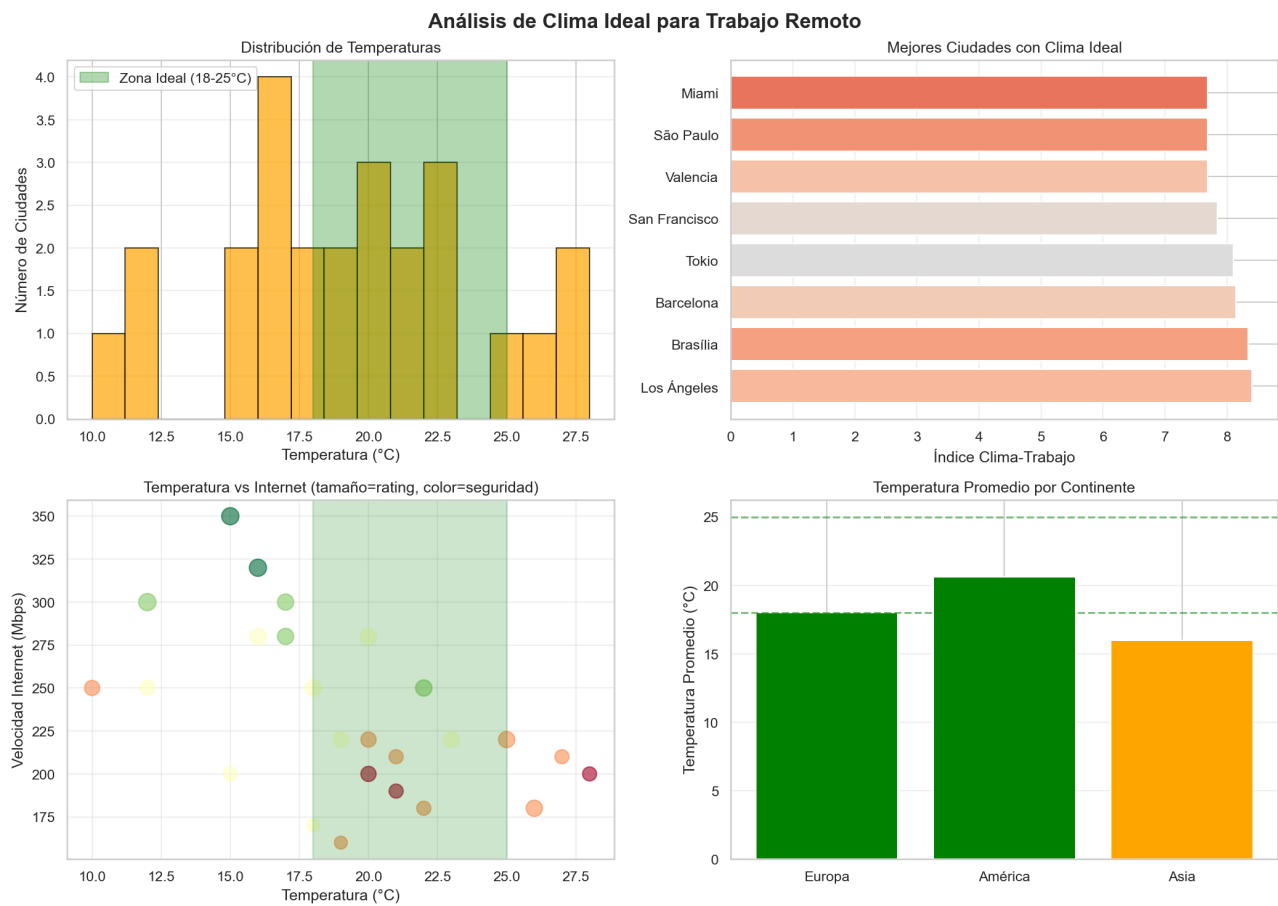 Análisis de Clima Ideal para Trabajo Remoto
Distribución de Temperaturas
Zona Ideal (18-25°C)
Número de Ciudades
4.0
3.5
3.0
2.5
2.0
1.5
1.0
0.5
0.0
10.0 12.5 15.0 17.5 20.0 22.5 25.0 27.5
Temperatura (°C)
Mejores Ciudades con Clima Ideal
Miami
São Paulo
Valencia
San Francisco
Tokio
Barcelona
Brasília
Los Ángeles
0 1 2 3 4 5 6 7 8
Índice Clima-Trabajo
Temperatura vs Internet (tamaño=rating, color=seguridad)
Velocidad Internet (Mbps)
350
325
300
275
250
225
200
175
10.0 12.5 15.0 17.5 20.0 22.5 25.0 27.5
Temperatura (°C)
Temperatura Promedio por Continente
Temperatura Promedio (°C)
25
20
15
10
5
0
Europa América Asia